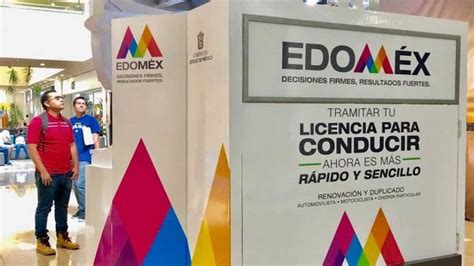 EDOMÉX
DECISIONES FIRMES,
RESULTADOS FUERTES.
EDOMÉX
DECISIONES FIRMES, RESULTADOS FUERTES.
TRAMITAR TU
LICENCIA PARA
CONDUCIR
AHORA ES MÁS
RÁPIDO Y SENCILLO
RENOVACIÓN Y DUPLICADO
AUTOMOVILISTA • MOTOCICLISTA • CHOFER PARTICULAR